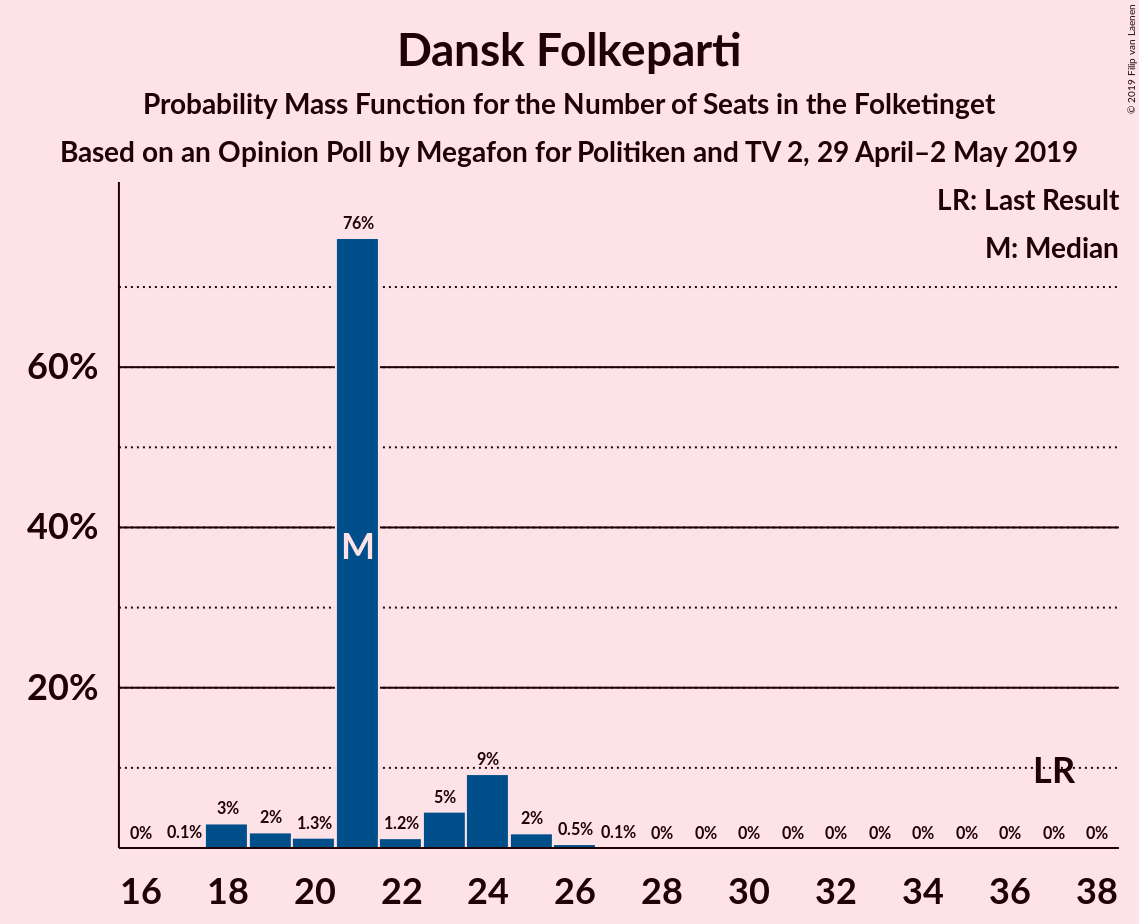 Dansk Folkeparti
Probability Mass Function for the Number of Seats in the Folketinget
Based on an Opinion Poll by Megafon for Politiken and TV 2, 29 April–2 May 2019
© 2019 Filip van Laenen
LR: Last Result
M: Median
60%
40%
20%
0% 0.1% 3% 2% 1.3% 76% 1.2% 5% 9% 2% 0.5% 0.1% 0% 0% 0% 0% 0% 0% 0% 0% 0% 0% 0%
M
LR
16 18 20 22 24 26 28 30 32 34 36 38